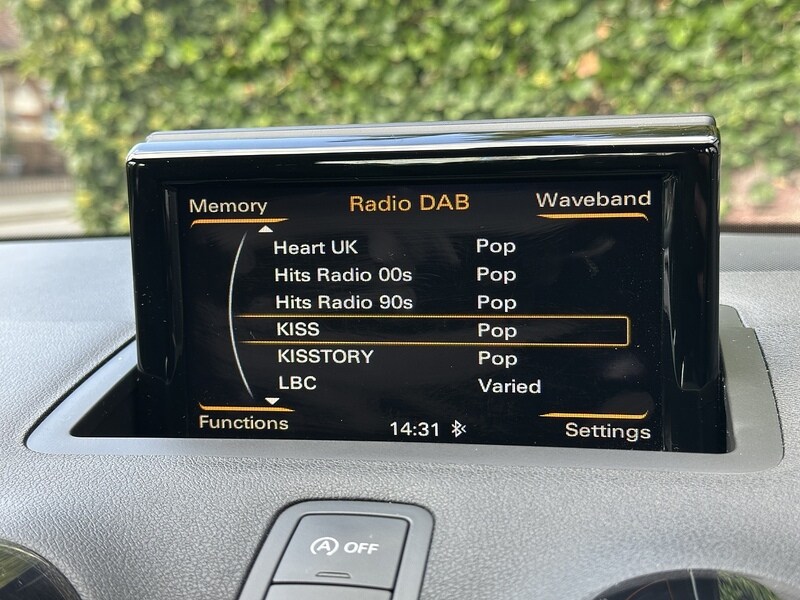 Memory Radio DAB Waveband
Heart UK Pop
Hits Radio 00s Pop
Hits Radio 90s Pop
KISS Pop
KISSTORY Pop
LBC Varied
Functions 14:31 Settings
A OFF